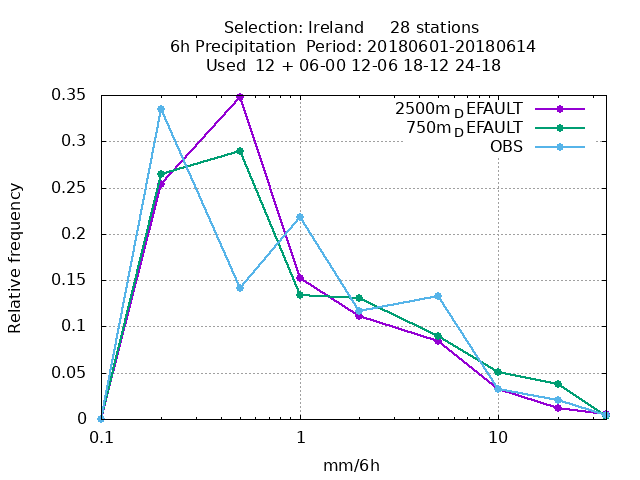 Selection: Ireland 28 stations
6h Precipitation Period: 20180601-20180614
Used 12 + 06-00 12-06 18-12 24-18
2500m_DEFAULT
750m_DEFAULT
OBS
Relative frequency
0.35
0.3
0.25
0.2
0.15
0.1
0.05
0
0.1 1 10
mm/6h